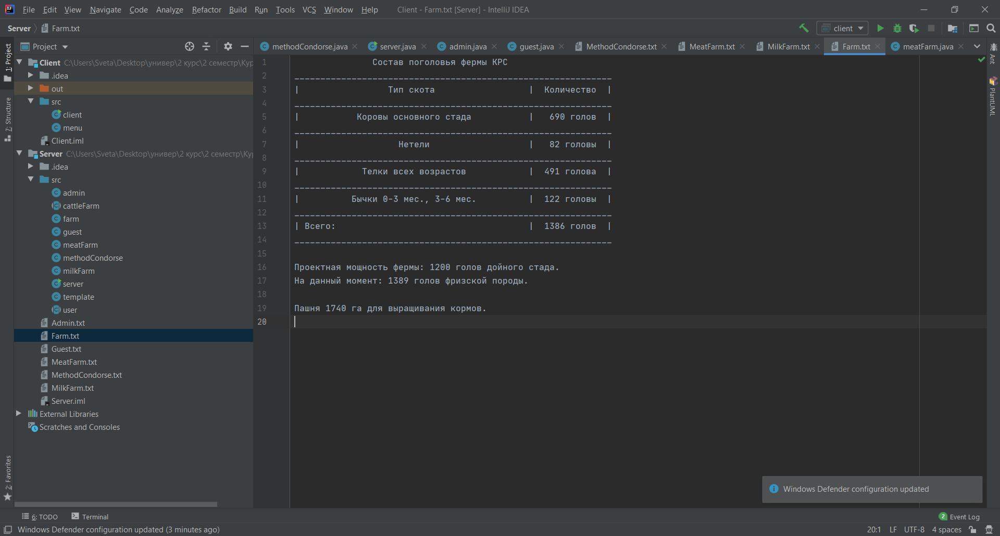 File Edit View Navigate Code Analyze Refactor Build Run Tools VCS Window Help Client - Farm.txt [Server] - IntelliJ IDEA
Server Farm.txt client
1: Project
7: Structure
2: Favorites
Project
Client C:\Users\Sveta\Desktop\универ\2 курс\2 семестр\Кур
.idea
out
src
client
menu
Client.iml
Server C:\Users\Sveta\Desktop\универ\2 курс\2 семестр\Кур
.idea
src
admin
cattleFarm
farm
guest
meatFarm
methodCondorse
milkFarm
server
template
user
Admin.txt
Farm.txt
Guest.txt
MeatFarm.txt
MethodCondorse.txt
MilkFarm.txt
Server.iml
External Libraries
Scratches and Consoles
methodCondorse.java server.java admin.java guest.java MethodCondorse.txt MeatFarm.txt MilkFarm.txt Farm.txt meatFarm.java
1 Состав поголовья фермы КРС
2 _____________________________________________________________
3 | Тип скота | Количество |
4 _____________________________________________________________
5 | Коровы основного стада | 690 голов |
6 _____________________________________________________________
7 | Нетели | 82 головы |
8 _____________________________________________________________
9 | Телки всех возрастов | 491 голова |
10 _____________________________________________________________
11 | Бычки 0-3 мес., 3-6 мес. | 122 головы |
12 _____________________________________________________________
13 | Всего: | 1386 голов |
14 _____________________________________________________________
15
16 Проектная мощность фермы: 1200 голов дойного стада.
17 На данный момент: 1389 голов фризской породы.
18
19 Пашня 1740 га для выращивания кормов.
20
Ant
PlantUML
Windows Defender configuration updated
6: TODO Terminal 2 Event Log
Windows Defender configuration updated (3 minutes ago) 20:1 LF UTF-8 4 spaces